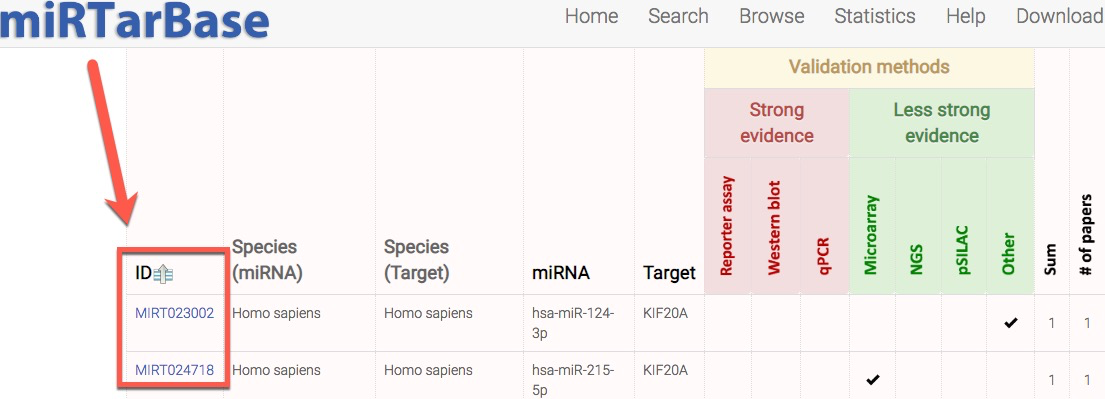 miRTarBase
Home Search Browse Statistics Help Download
Validation methods
Strong
evidence
Less strong
evidence
ID
Species
(miRNA)
Species
(Target)
miRNA
Target
Reporter assay
Western blot
qPCR
Microarray
NGS
pSILAC
Other
Sum
# of papers
MIRT023002 Homo sapiens Homo sapiens hsa-miR-124- KIF20A 1 1
3p
MIRT024718 Homo sapiens Homo sapiens hsa-miR-215- KIF20A 1 1
5p